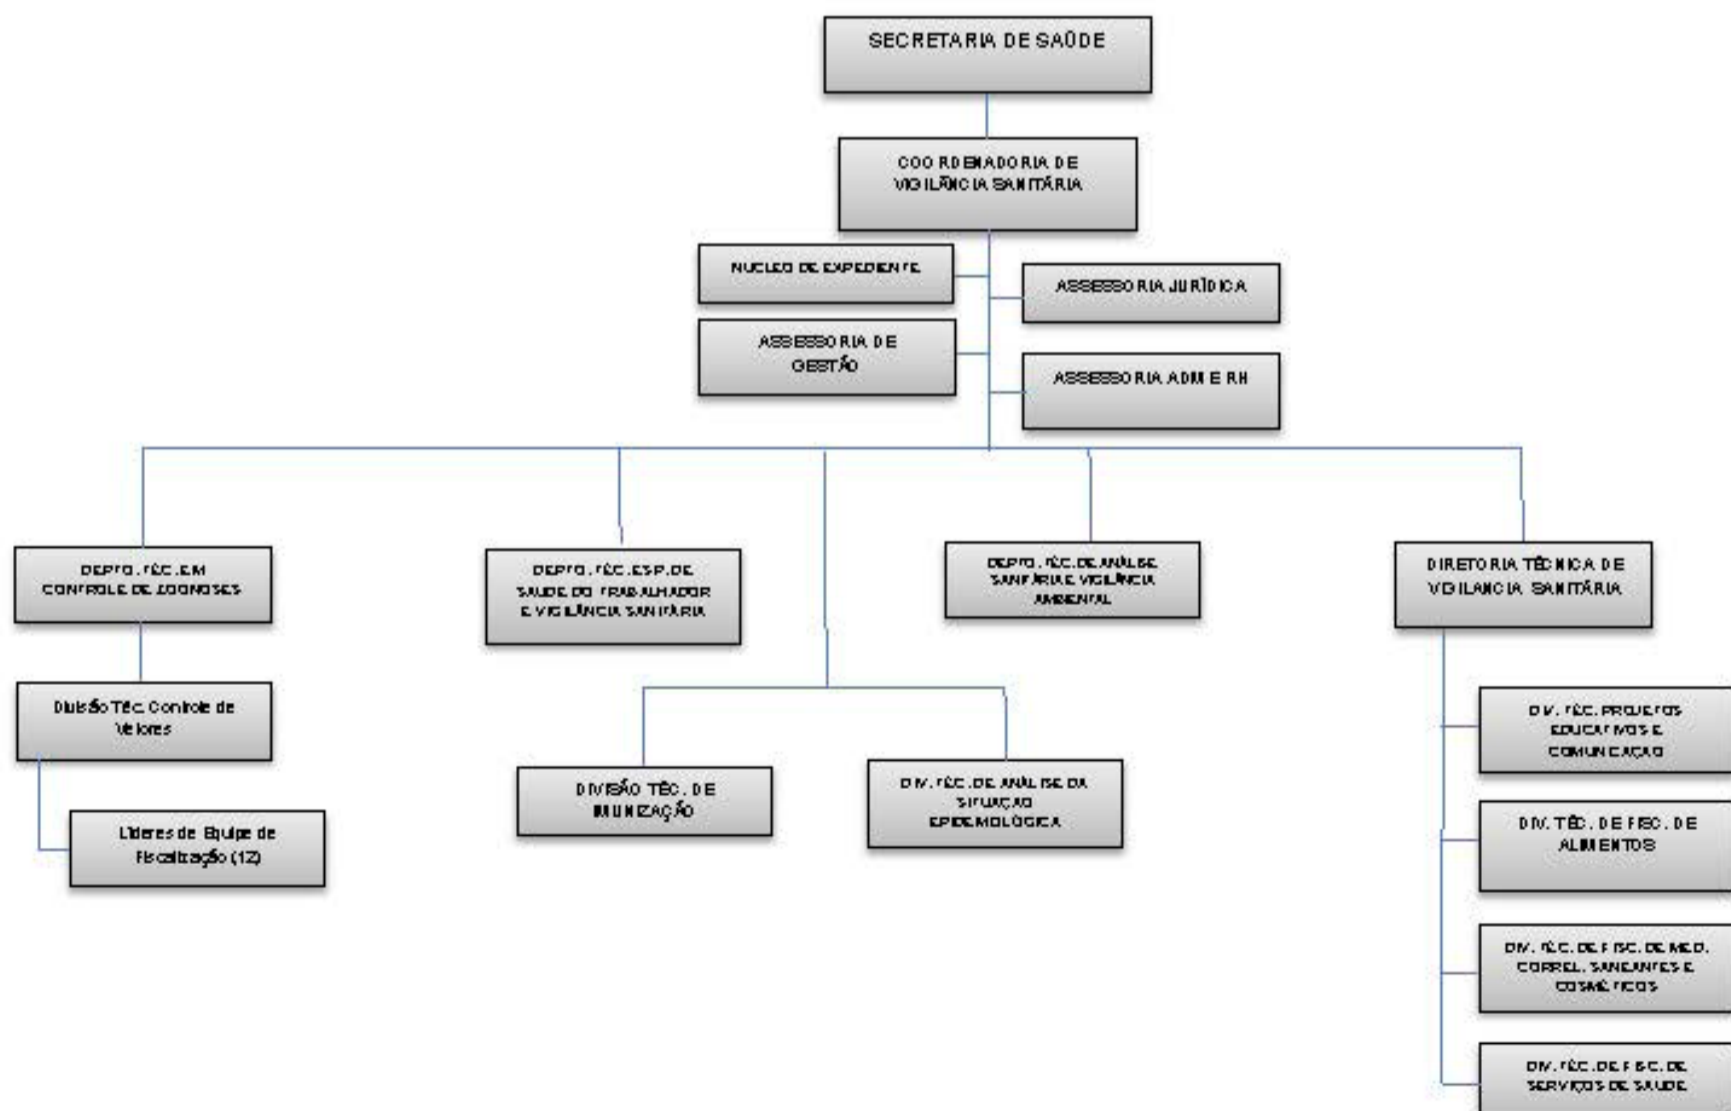 SECRETARIA DE SAÚDE
COORDENADORIA DE
VIGILÂNCIA SANITÁRIA
NUCLEO DE EXPEDIENTE
ASSESSORIA JURÍDICA
ASSESSORIA DE
GESTÃO
ASSESSORIA ADM E RH
DEPTO. TÉC. EM
CONTROLE DE ZOONOSES
DEPTO. TÉC. ESP. DE
SAUDE DO TRABALHADOR
E VIGILÂNCIA SANITÁRIA
DEPTO. TÉC. DE ANÁLISE
SANITÁRIA E VIGILÂNCIA
AMBIENTAL
DIRETORIA TÉCNICA DE
VIGILANCIA SANITÁRIA
Divisão Téc. Controle de
Vetores
Líderes de Equipe de
Fiscalização (12)
DIVISÃO TÉC. DE
IMUNIZAÇÃO
DIV. TÉC. DE ANÁLISE DA
SITUAÇÃO
EPIDEMOLÓGICA
DIV. TÉC. PROJETOS
EDUCATIVOS E
COMUNICAÇAO
DIV. TÉC. DE FISC. DE
ALIMENTOS
DIV. TÉC. DE FISC. DE MED.
CORREL. SANEANTES E
COSMÉTICOS
DIV. TÉC. DE FISC. DE
SERVIÇOS DE SAUDE